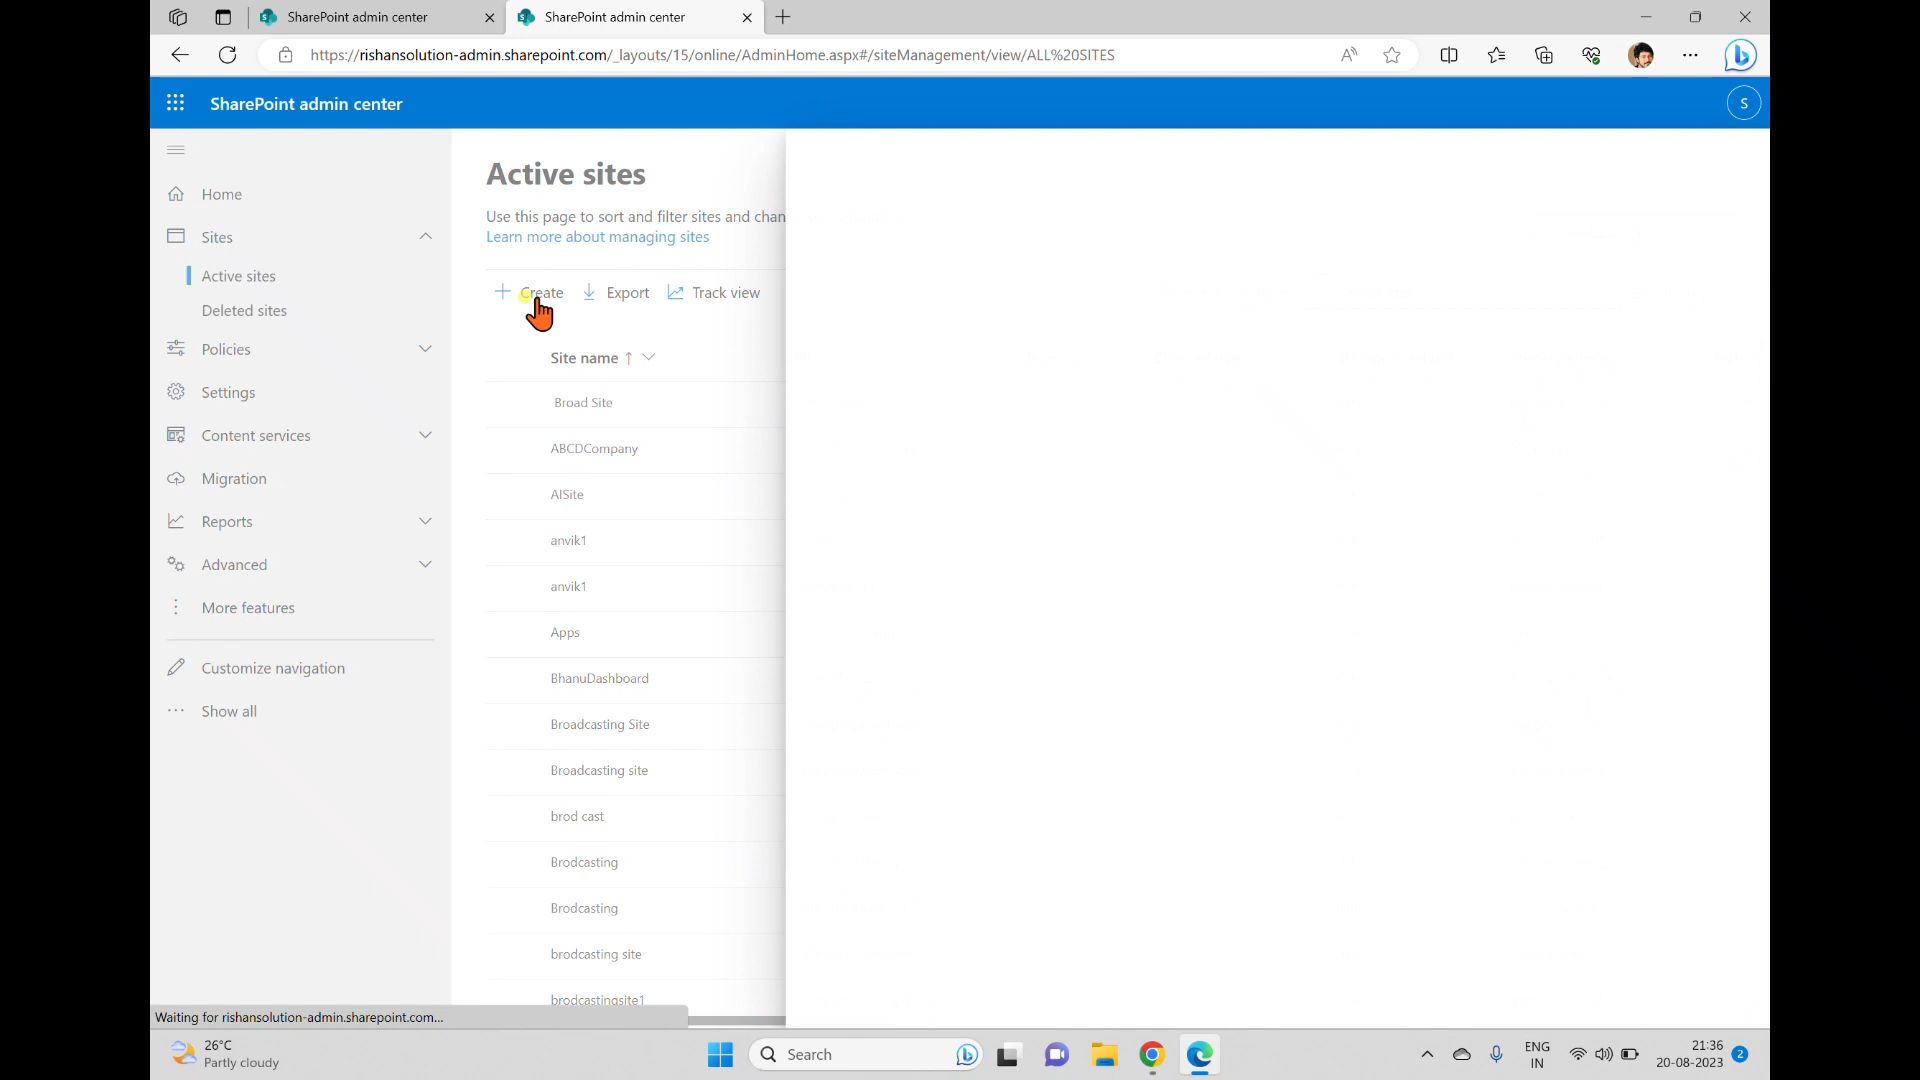 SharePoint admin center
SharePoint admin center
https://rishansolution-admin.sharepoint.com/_layouts/15/online/AdminHome.aspx#/siteManagement/view/ALL%20SITES
SharePoint admin center
S
Home
Sites
Active sites
Deleted sites
Policies
Settings
Content services
Migration
Reports
Advanced
More features
Customize navigation
Show all
Active sites
Use this page to sort and filter sites and chan
Learn more about managing sites
Create
Export
Track view
Site name
Broad Site
ABCDCompany
AISite
anvik1
anvik1
Apps
BhanuDashboard
Broadcasting Site
Broadcasting site
brod cast
Brodcasting
Brodcasting
brodcasting site
brodcastingsite1
Waiting for rishansolution-admin.sharepoint.com...
26°C
Partly cloudy
Search
ENG
IN
21:36
20-08-2023
2